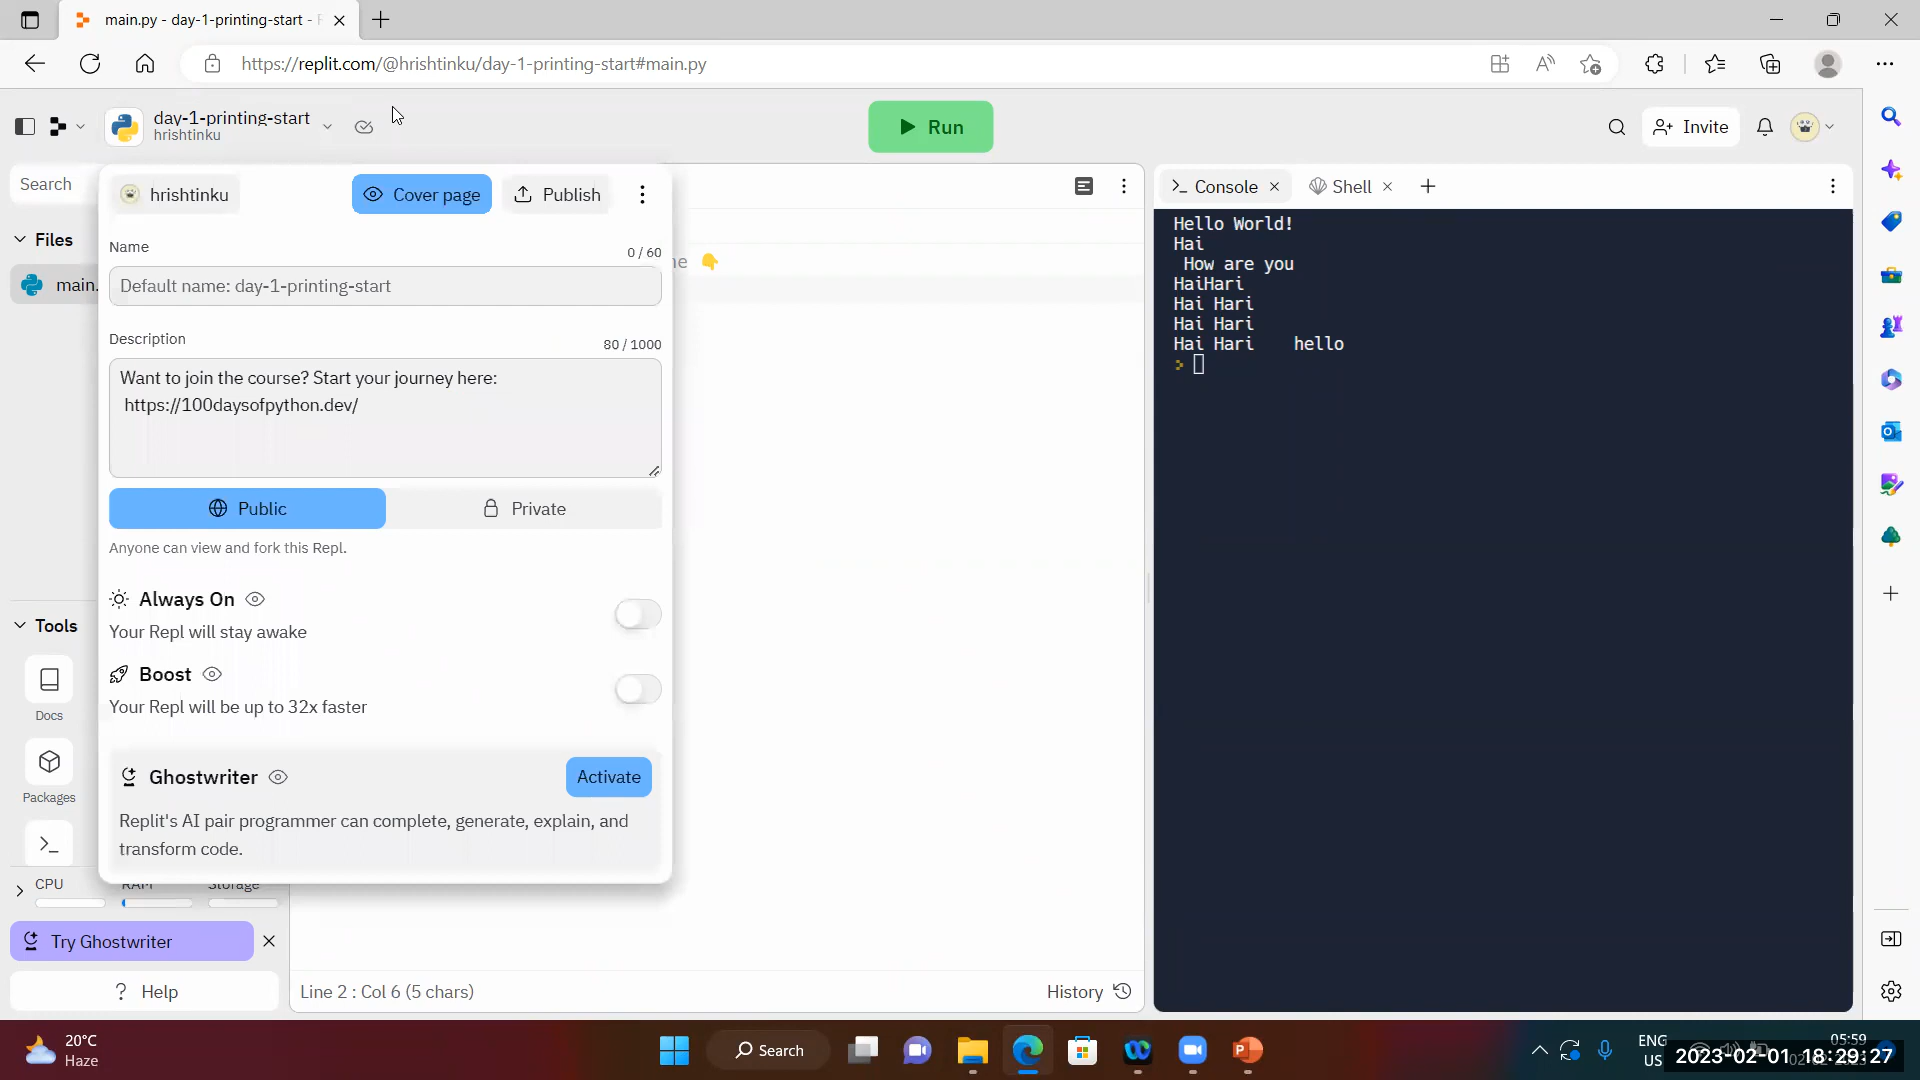 main.py - day-1-printing-start -
https://replit.com/@hrishtinku/day-1-printing-start#main.py
day-1-printing-start
hrishtinku
Run
Invite
Search
hrishtinku
Cover page
Publish
Console
Shell
Files
main.
Name
0 / 60
Default name: day-1-printing-start
Description
80 / 1000
Want to join the course? Start your journey here:
https://100daysofpython.dev/
Public
Private
Anyone can view and fork this Repl.
Always On
Your Repl will stay awake
Boost
Your Repl will be up to 32x faster
Ghostwriter
Activate
Replit's AI pair programmer can complete, generate, explain, and
transform code.
Hello World!
Hai
How are you
HaiHari
Hai Hari
Hai Hari
Hai Hari    hello
>
Tools
Docs
Packages
CPU
RAM
Storage
Try Ghostwriter
? Help
Line 2 : Col 6 (5 chars)
History
20°C
Haze
Search
ENG
US
05:59
2023-02-01 18:29:27